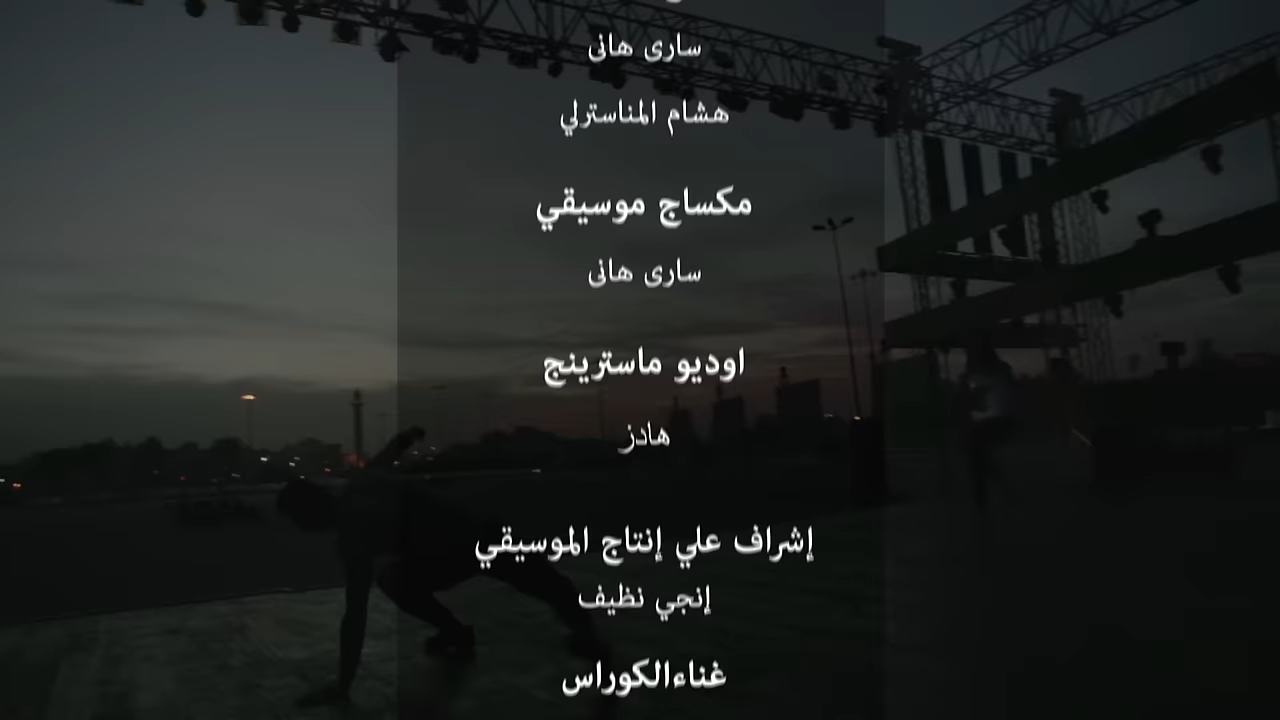 سارى هانى
هشام المناسترلي
مكساج موسيقي
سارى هانى
اوديو ماسترينج
هادز
إشراف علي إنتاج الموسيقي
إنجي نظيف
غناءالكوراس